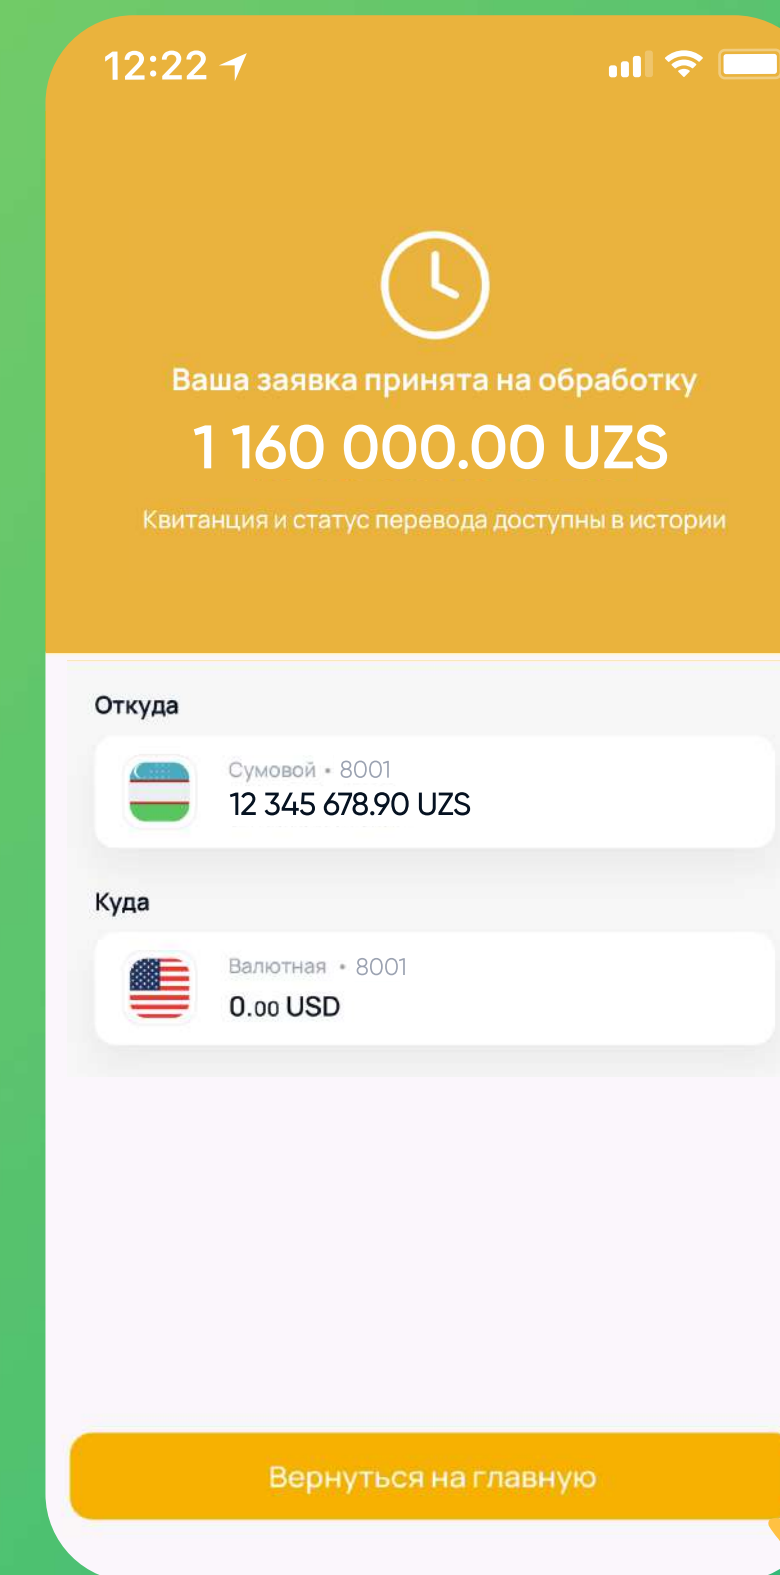 12:22
Ваша заявка принята на обработку
1 160 000.00 UZS
Квитанция и статус перевода доступны в истории
Откуда
Сумовой • 8001
12 345 678.90 UZS
Куда
Валютная • 8001
0.00 USD
Вернуться на главную